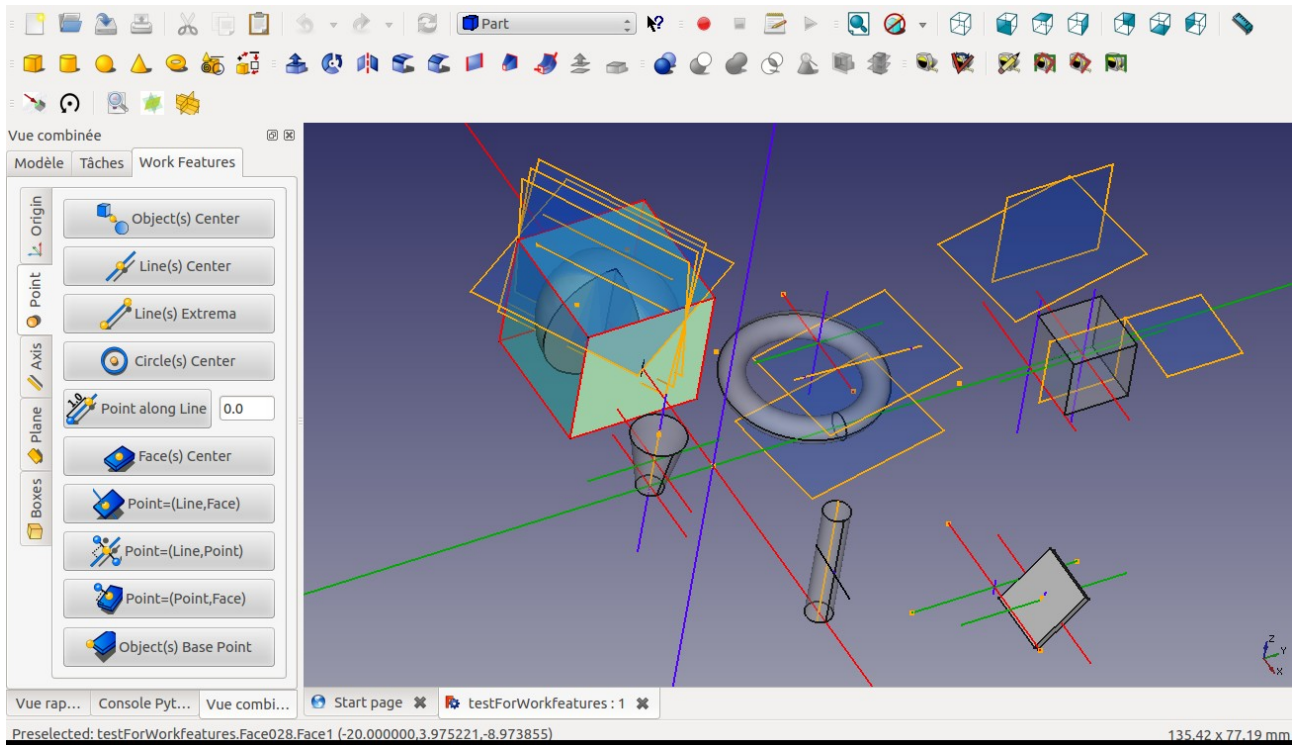 Part
Vue combinée
Modèle Tâches Work Features
Origin
Point
Axis
Plane
Boxes
Object(s) Center
Line(s) Center
Line(s) Extrema
Circle(s) Center
1.0
Point along Line 0.0
Face(s) Center
Point=(Line,Face)
Point=(Line,Point)
Point=(Point,Face)
Object(s) Base Point
Z
Y
X
Vue rap... Console Pyt... Vue combi... Start page testForWorkfeatures : 1
Preselected: testForWorkfeatures.Face028.Face1 (-20.000000,3.975221,-8.973855) 135.42 x 77.19 mm